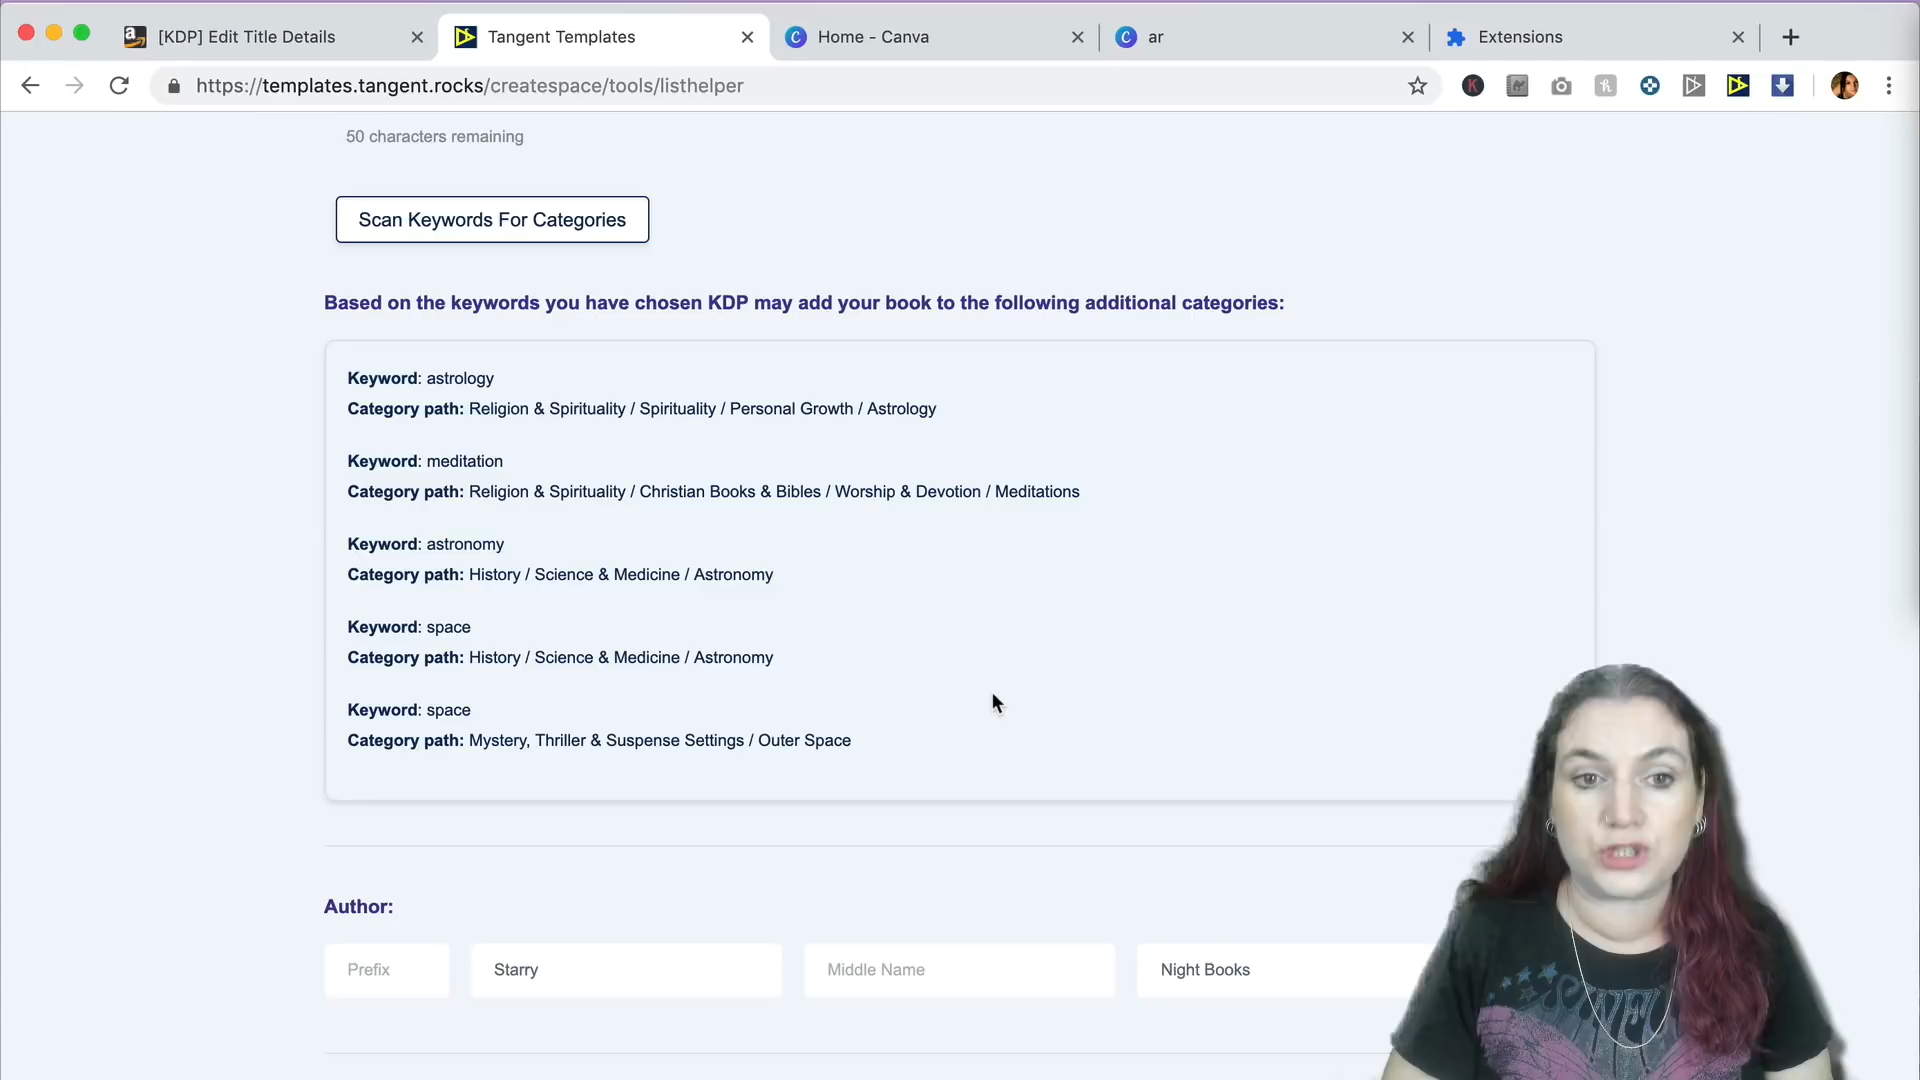 [KDP] Edit Title Details
Tangent Templates
Home - Canva
ar
Extensions
https://templates.tangent.rocks/createspace/tools/listhelper
50 characters remaining
Scan Keywords For Categories
Based on the keywords you have chosen KDP may add your book to the following additional categories:
Keyword: astrology
Category path: Religion & Spirituality / Spirituality / Personal Growth / Astrology
Keyword: meditation
Category path: Religion & Spirituality / Christian Books & Bibles / Worship & Devotion / Meditations
Keyword: astronomy
Category path: History / Science & Medicine / Astronomy
Keyword: space
Category path: History / Science & Medicine / Astronomy
Keyword: space
Category path: Mystery, Thriller & Suspense Settings / Outer Space
Author:
Prefix
Starry
Middle Name
Night Books